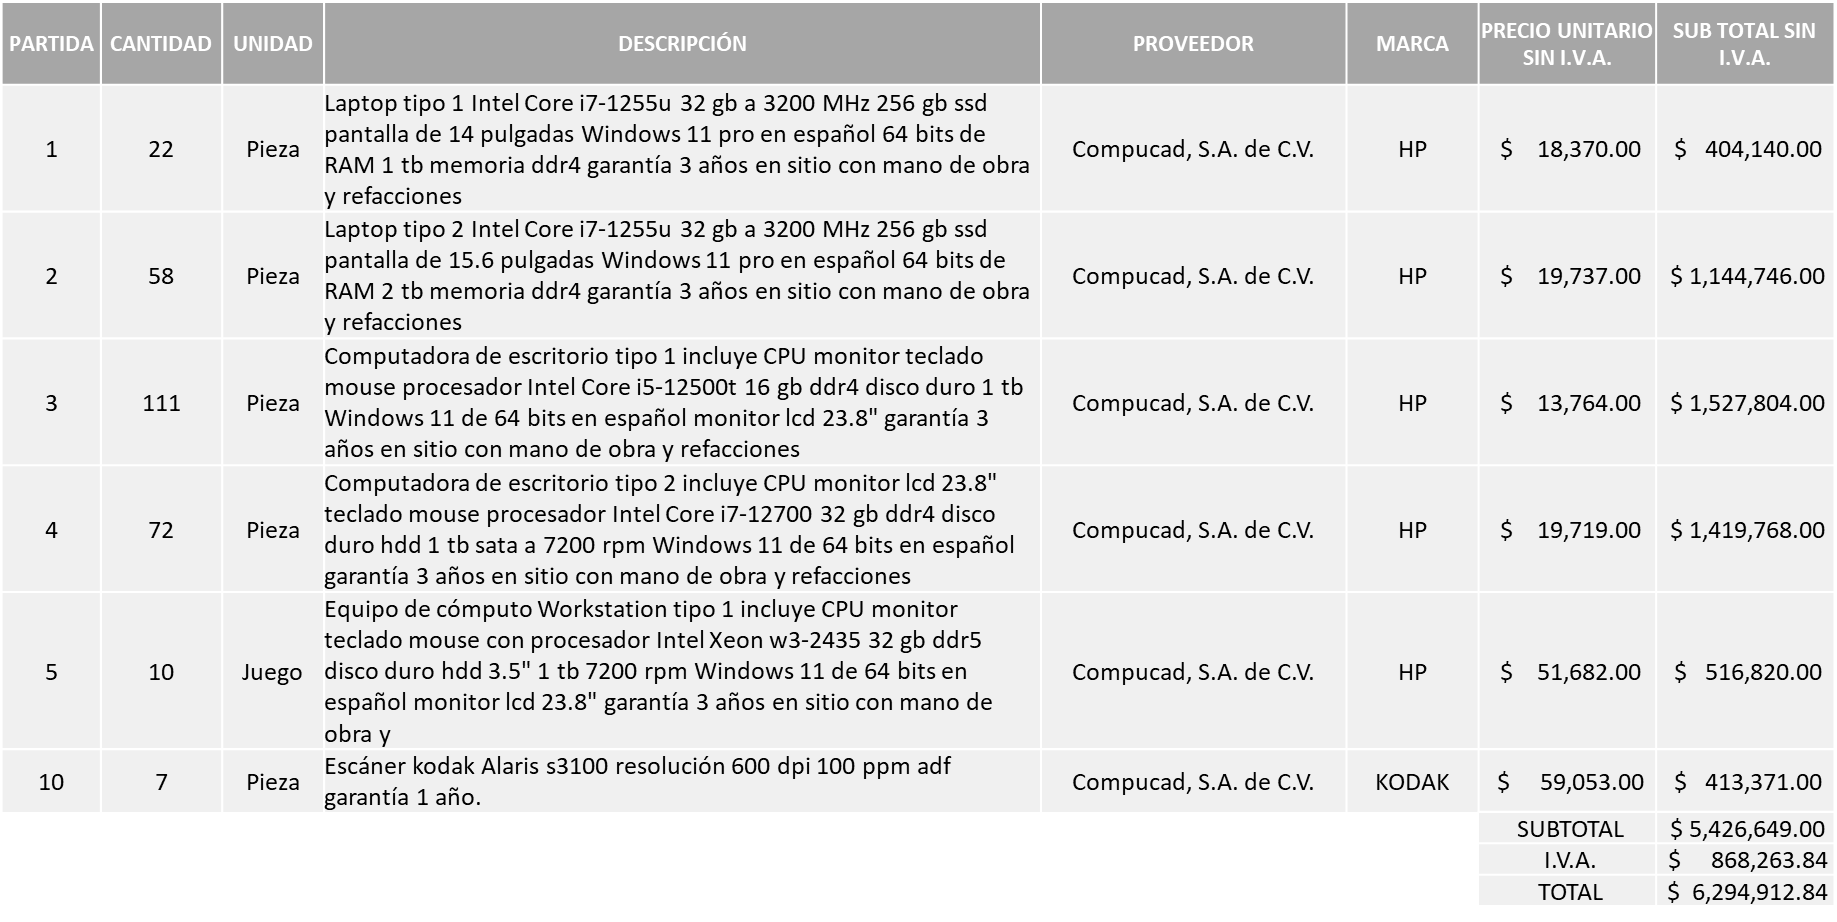 PARTIDA CANTIDAD UNIDAD DESCRIPCIÓN PROVEEDOR MARCA PRECIO UNITARIO SIN I.V.A. SUB TOTAL SIN I.V.A.
1 22 Pieza
Laptop tipo 1 Intel Core i7-1255u 32 gb a 3200 MHz 256 gb ssd
pantalla de 14 pulgadas Windows 11 pro en español 64 bits de
RAM 1 tb memoria ddr4 garantía 3 años en sitio con mano de obra
y refacciones
Compucad, S.A. de C.V. HP $ 18,370.00 $ 404,140.00
2 58 Pieza
Laptop tipo 2 Intel Core i7-1255u 32 gb a 3200 MHz 256 gb ssd
pantalla de 15.6 pulgadas Windows 11 pro en español 64 bits de
RAM 2 tb memoria ddr4 garantía 3 años en sitio con mano de obra
y refacciones
Compucad, S.A. de C.V. HP $ 19,737.00 $ 1,144,746.00
3 111 Pieza
Computadora de escritorio tipo 1 incluye CPU monitor teclado
mouse procesador Intel Core i5-12500t 16 gb ddr4 disco duro 1 tb
Windows 11 de 64 bits en español monitor lcd 23.8" garantía 3
años en sitio con mano de obra y refacciones
Compucad, S.A. de C.V. HP $ 13,764.00 $ 1,527,804.00
4 72 Pieza
Computadora de escritorio tipo 2 incluye CPU monitor lcd 23.8"
teclado mouse procesador Intel Core i7-12700 32 gb ddr4 disco
duro hdd 1 tb sata a 7200 rpm Windows 11 de 64 bits en español
garantía 3 años en sitio con mano de obra y refacciones
Compucad, S.A. de C.V. HP $ 19,719.00 $ 1,419,768.00
5 10 Juego
Equipo de cómputo Workstation tipo 1 incluye CPU monitor
teclado mouse con procesador Intel Xeon w3-2435 32 gb ddr5
disco duro hdd 3.5" 1 tb 7200 rpm Windows 11 de 64 bits en
español monitor lcd 23.8" garantía 3 años en sitio con mano de
obra y
Compucad, S.A. de C.V. HP $ 51,682.00 $ 516,820.00
10 7 Pieza
Escáner kodak Alaris s3100 resolución 600 dpi 100 ppm adf
garantía 1 año.
Compucad, S.A. de C.V. KODAK $ 59,053.00 $ 413,371.00
SUBTOTAL $ 5,426,649.00
I.V.A. $ 868,263.84
TOTAL $ 6,294,912.84